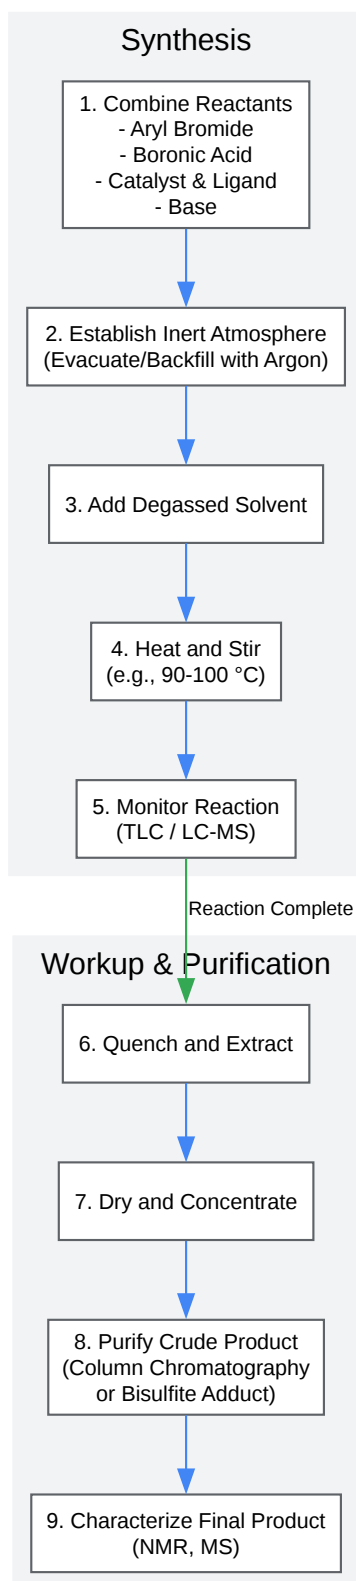 Synthesis
1. Combine Reactants
- Aryl Bromide
- Boronic Acid
- Catalyst & Ligand
- Base
2. Establish Inert Atmosphere
(Evacuate/Backfill with Argon)
3. Add Degassed Solvent
4. Heat and Stir
(e.g., 90-100 °C)
5. Monitor Reaction
(TLC / LC-MS)
Reaction Complete
Workup & Purification
6. Quench and Extract
7. Dry and Concentrate
8. Purify Crude Product
(Column Chromatography
or Bisulfite Adduct)
9. Characterize Final Product
(NMR, MS)